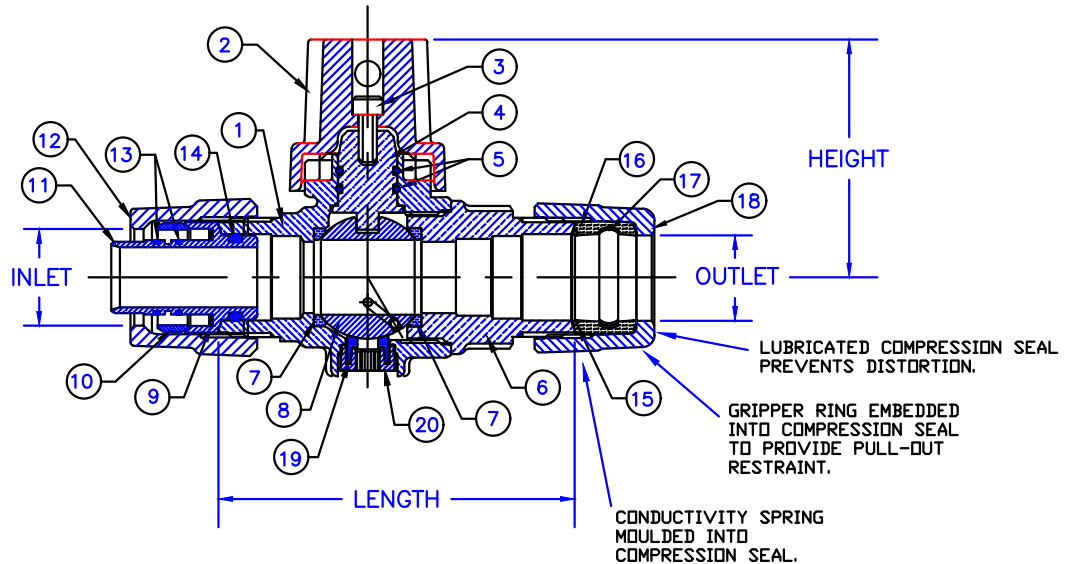 2
3
4
5
HEIGHT
12
13
14
1
16
17
18
11
INLET
OUTLET
LUBRICATED COMPRESSION SEAL
PREVENTS DISTORTION.
10
9
7
8
19
20
7
6
15
GRIPPER RING EMBEDDED
INTO COMPRESSION SEAL
TO PROVIDE PULL-OUT
RESTRAINT.
LENGTH
CONDUCTIVITY SPRING
MOULDED INTO
COMPRESSION SEAL.